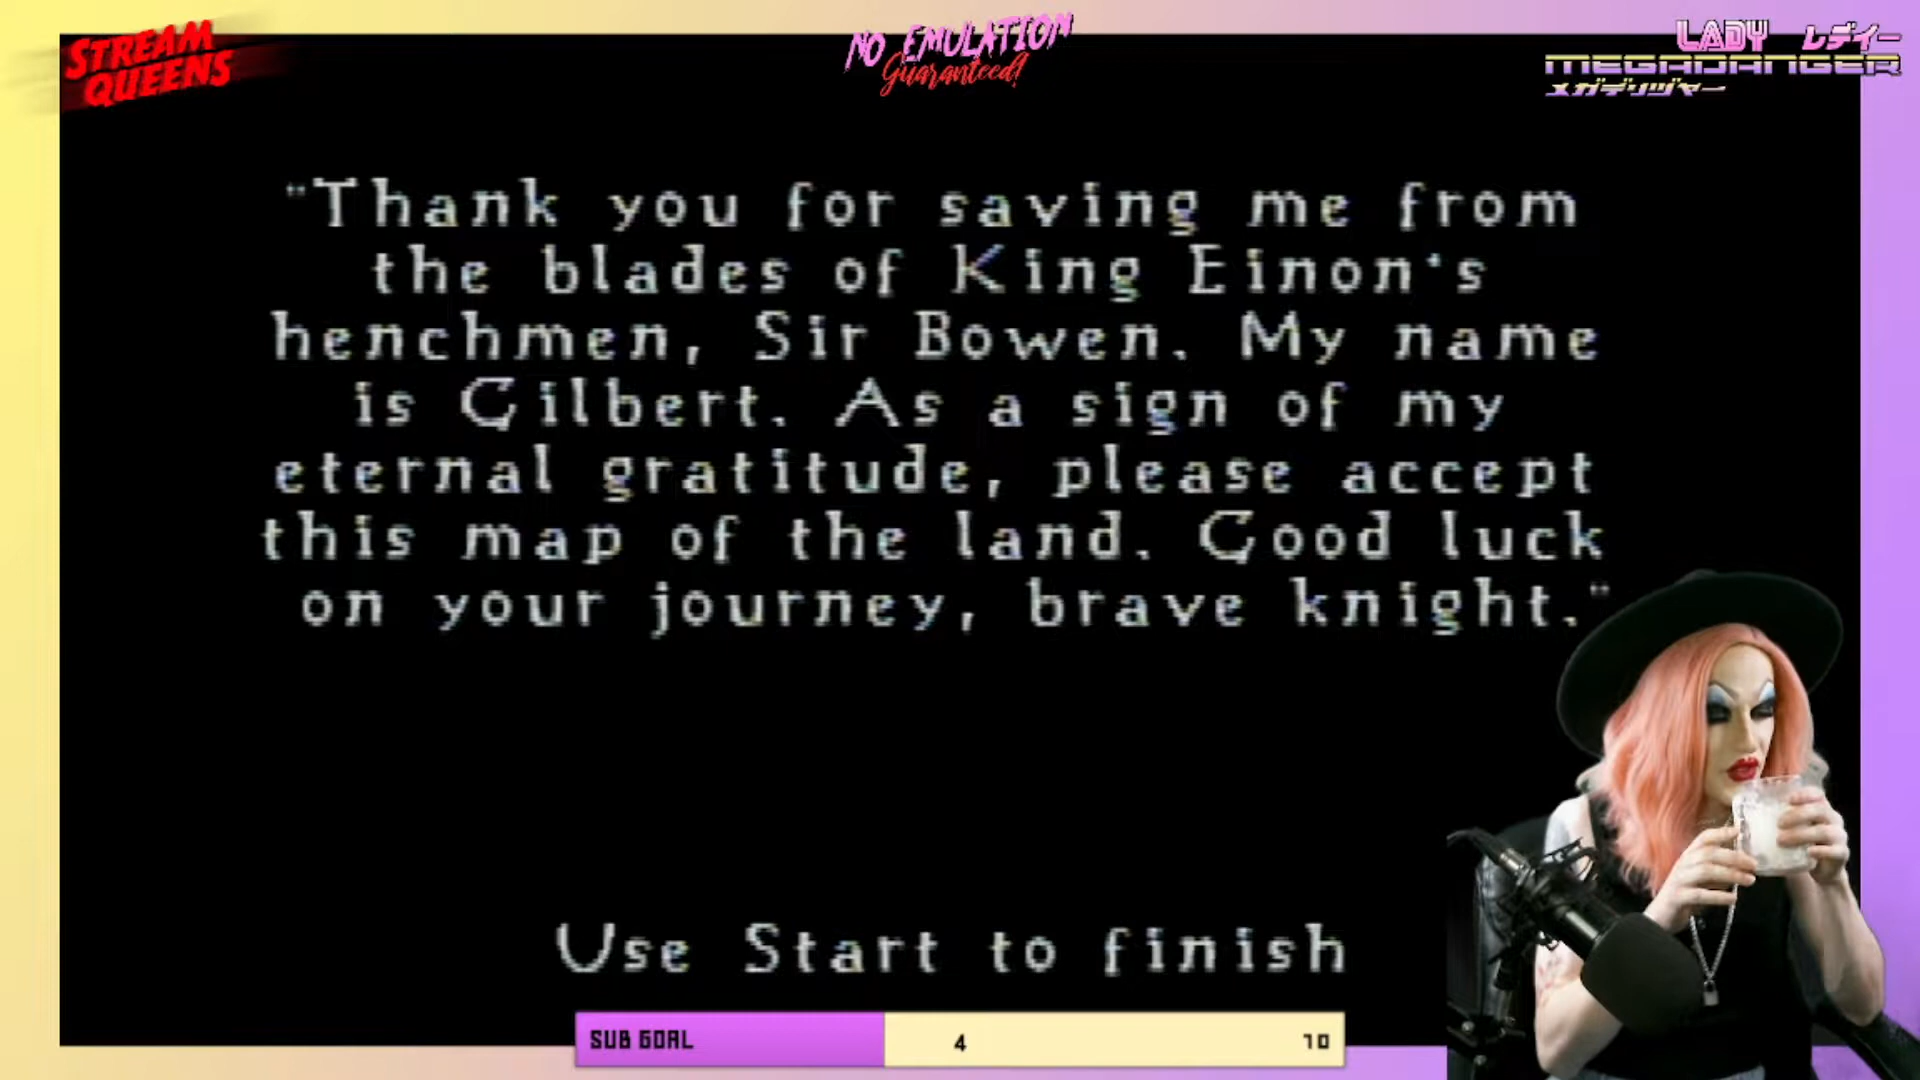 STREAM
QUEENS
NO EMULATION
Guaranteed!
LADY レディー
MEGADANGER
メガデンジャー
"Thank you for saving me from
the blades of King Einon's
henchmen, Sir Bowen. My name
is Gilbert. As a sign of my
eternal gratitude, please accept
this map of the land. Good luck
on your journey, brave knight."
Use Start to finish
SUB GOAL 4 10